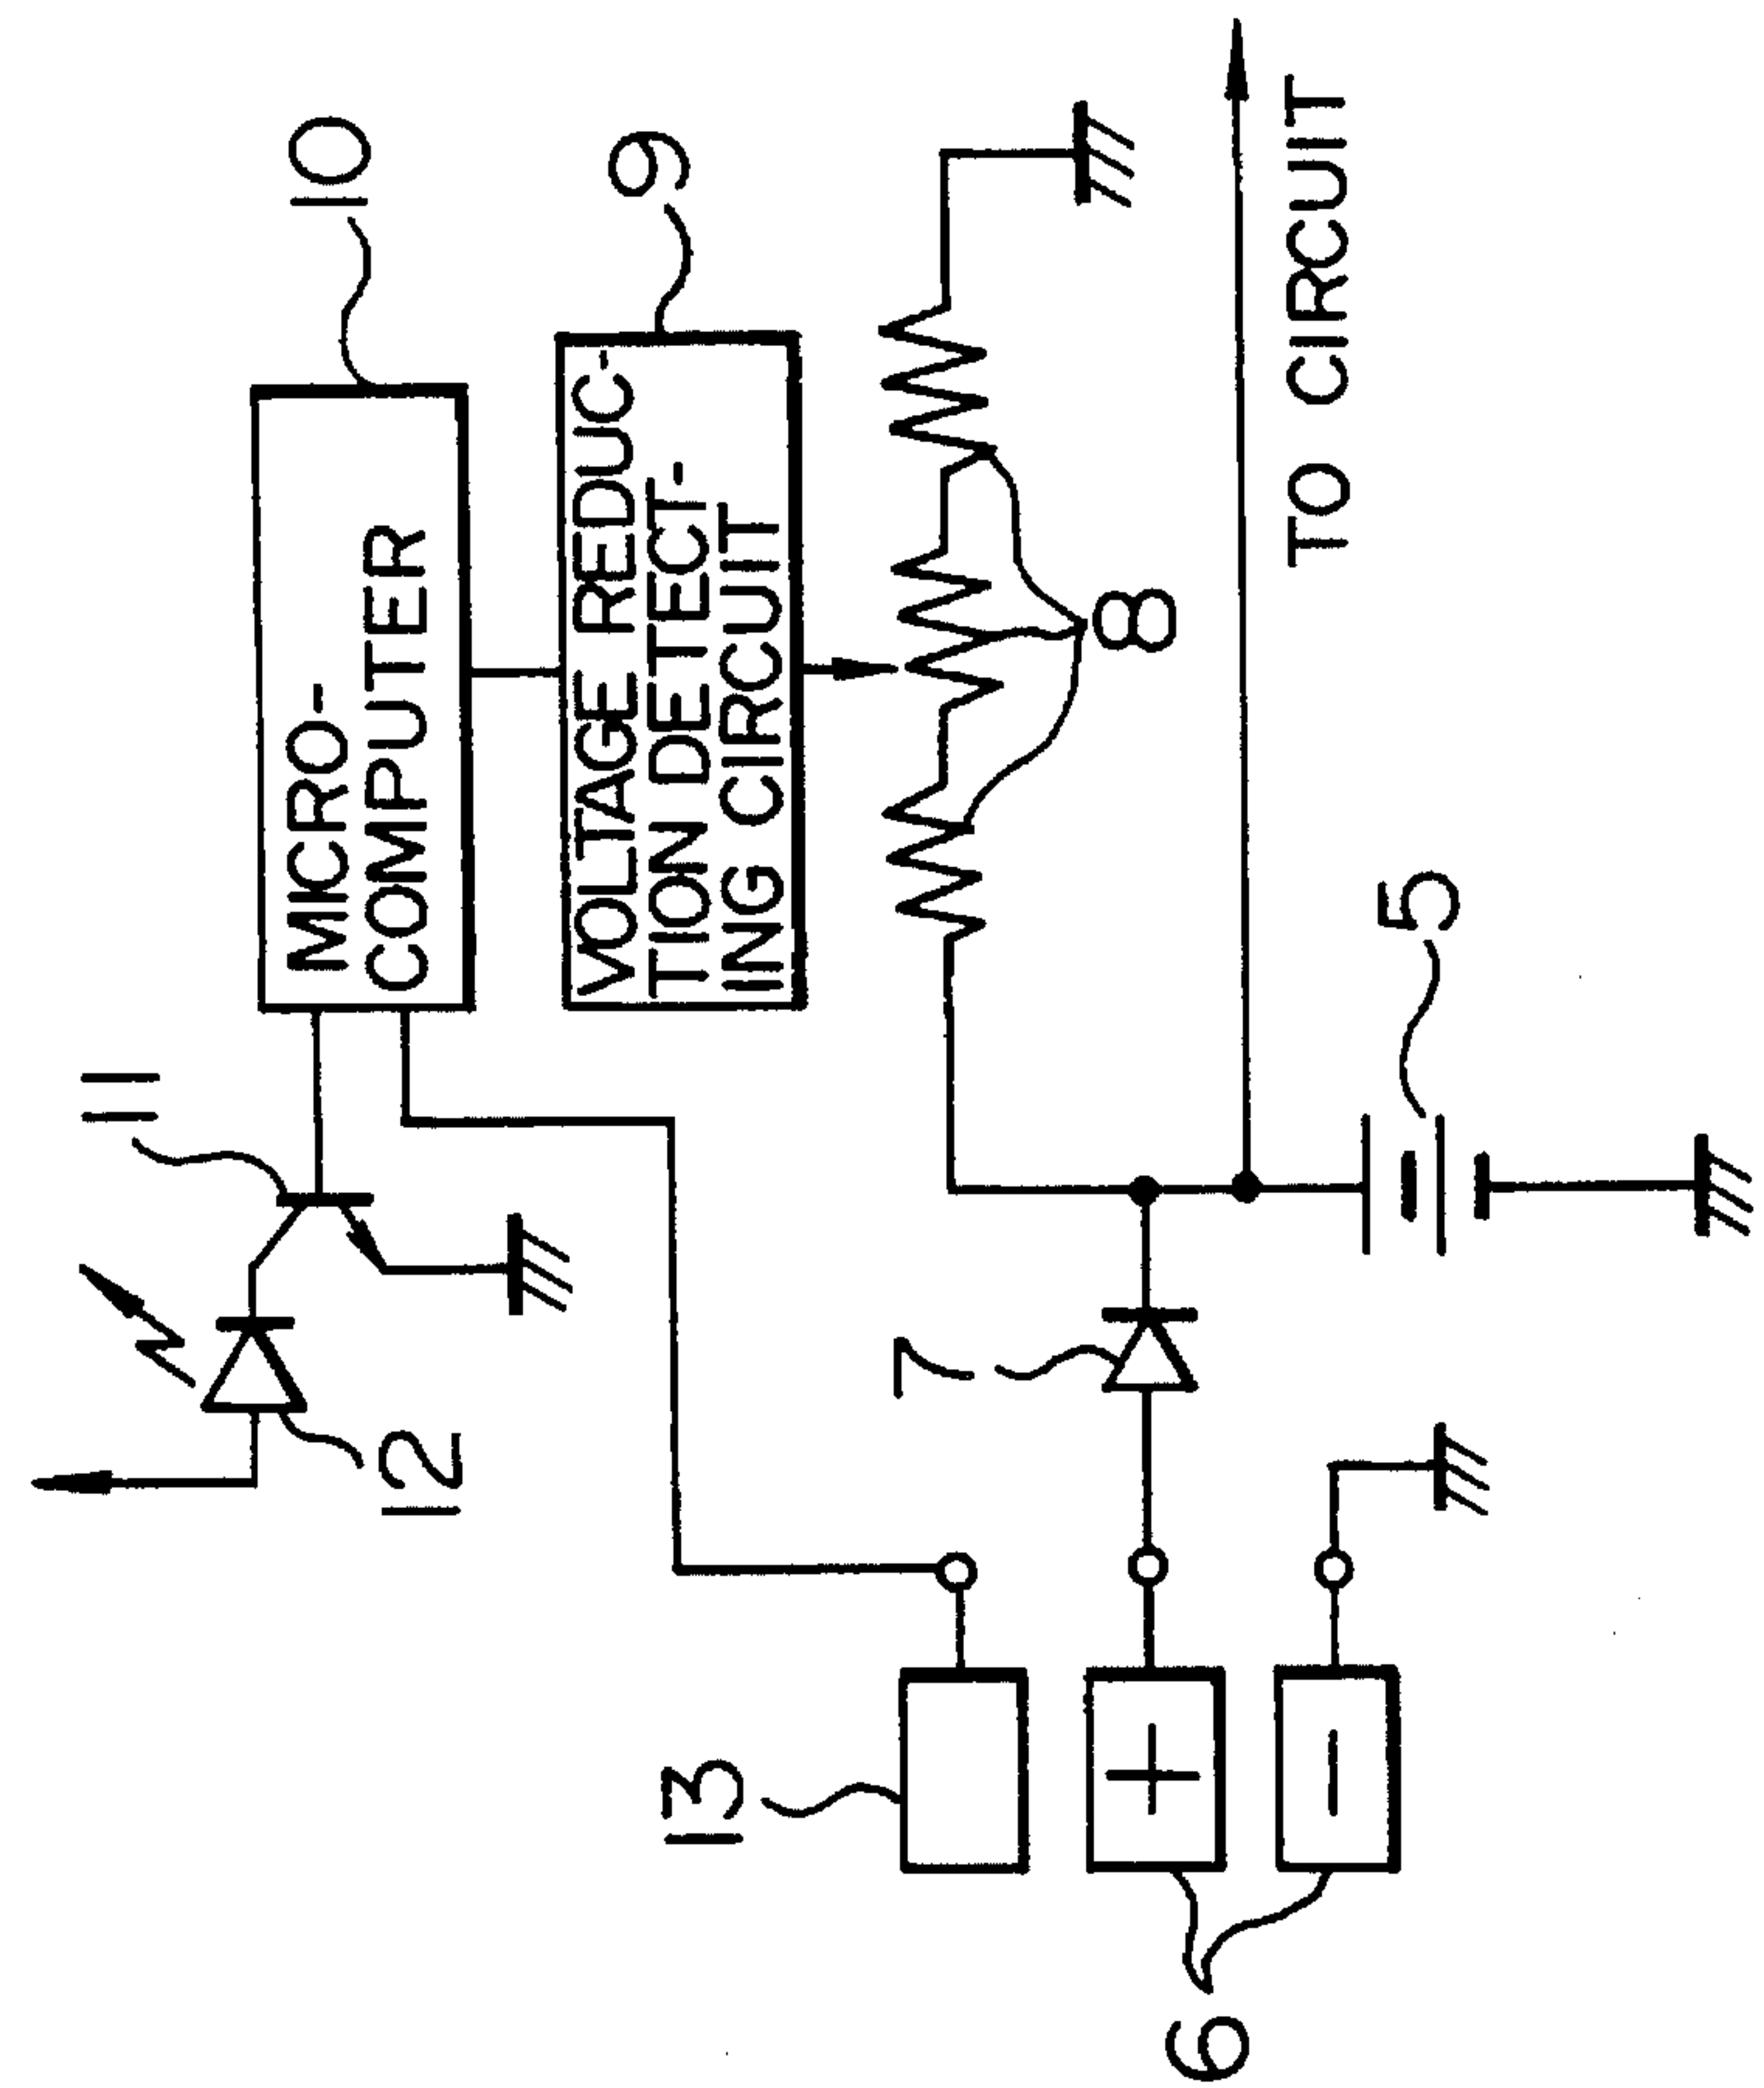 10
MICRO-
COMPUTER
9
VOLTAGE REDUC-
TION DETECT-
ING CIRCUIT
11
12
8
7
13
+
−
6
5
TO CIRCUIT